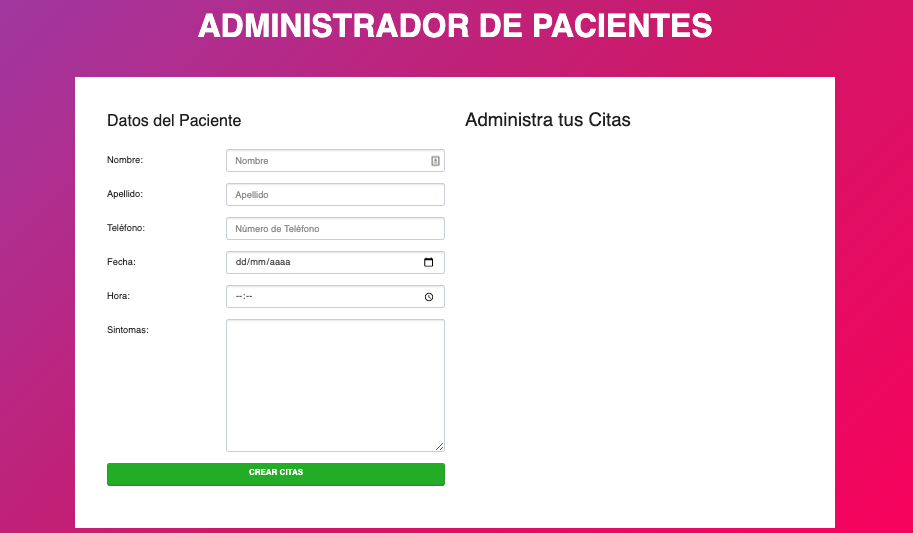 ADMINISTRADOR DE PACIENTES
Datos del Paciente
Nombre:
Nombre
Apellido:
Apellido
Teléfono:
Número de Teléfono
Fecha:
dd/mm/aaaa
Hora:
--:--
Sintomas:
CREAR CITAS
Administra tus Citas